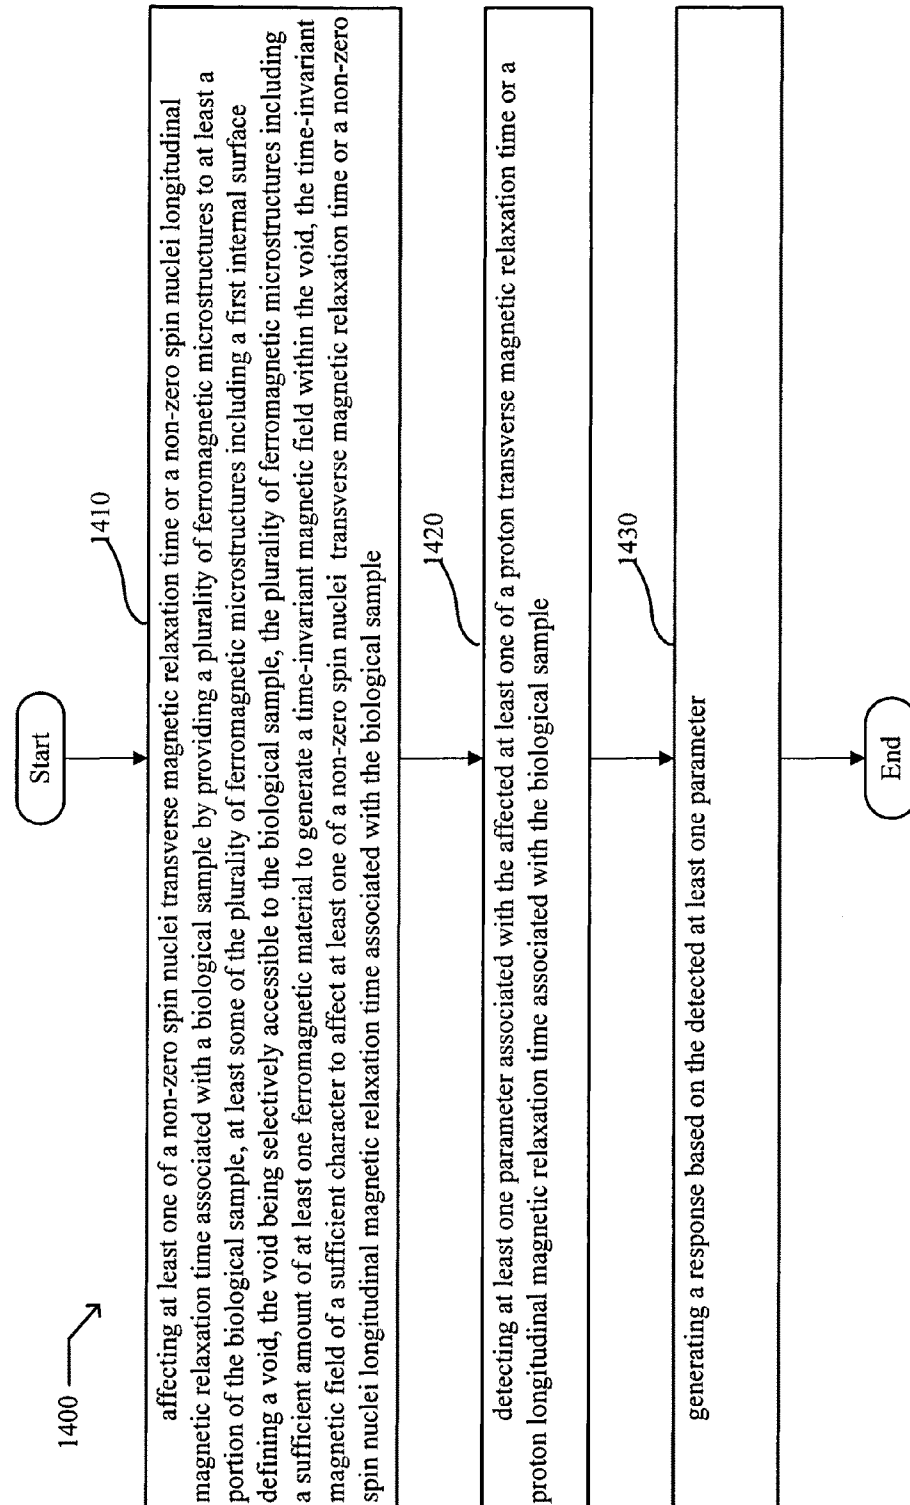 1400
Start
1410
affecting at least one of a non-zero spin nuclei transverse magnetic relaxation time or a non-zero spin nuclei longitudinal
magnetic relaxation time associated with a biological sample by providing a plurality of ferromagnetic microstructures to at least a
portion of the biological sample, at least some of the plurality of ferromagnetic microstructures including a first internal surface
defining a void, the void being selectively accessible to the biological sample, the plurality of ferromagnetic microstructures including
a sufficient amount of at least one ferromagnetic material to generate a time-invariant magnetic field within the void, the time-invariant
magnetic field of a sufficient character to affect at least one of a non-zero spin nuclei transverse magnetic relaxation time or a non-zero
spin nuclei longitudinal magnetic relaxation time associated with the biological sample
1420
detecting at least one parameter associated with the affected at least one of a proton transverse magnetic relaxation time or a
proton longitudinal magnetic relaxation time associated with the biological sample
1430
generating a response based on the detected at least one parameter
End